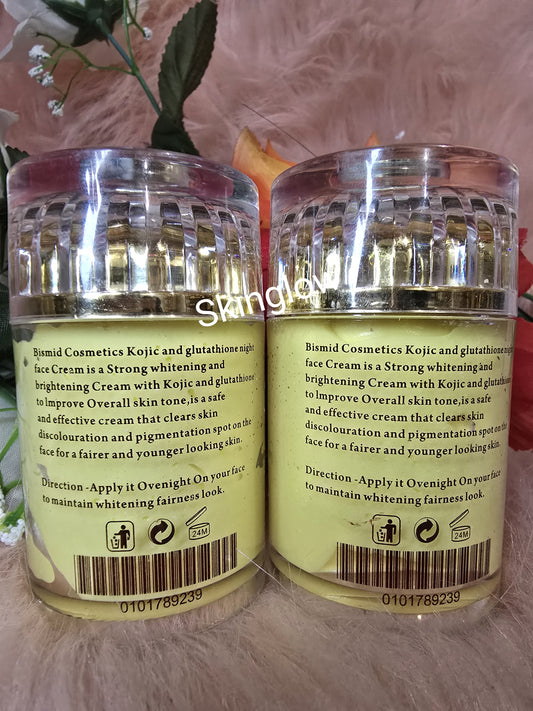 Skinglow
Bismid Cosmetics Kojic and glutathione night
face Cream is a Strong whitening and
brightening Cream with Kojic and glutathione
to lmprove Overall skin tone,is a safe
and effective cream that clears skin
discolouration and pigmentation spot on the
face for a fairer and younger looking skin.
Direction -Apply it Ovenight On your face
to maintain whitening fairness look.
24M
0101789239
Bismid Cosmetics Kojic and glutathione night
face Cream is a Strong whitening and
brightening Cream with Kojic and glutathione
to lmprove Overall skin tone,is a safe
and effective cream that clears skin
discolouration and pigmentation spot on the
face for a fairer and younger looking skin.
Direction -Apply it Ovenight On your face
to maintain whitening fairness look.
24M
0101789239